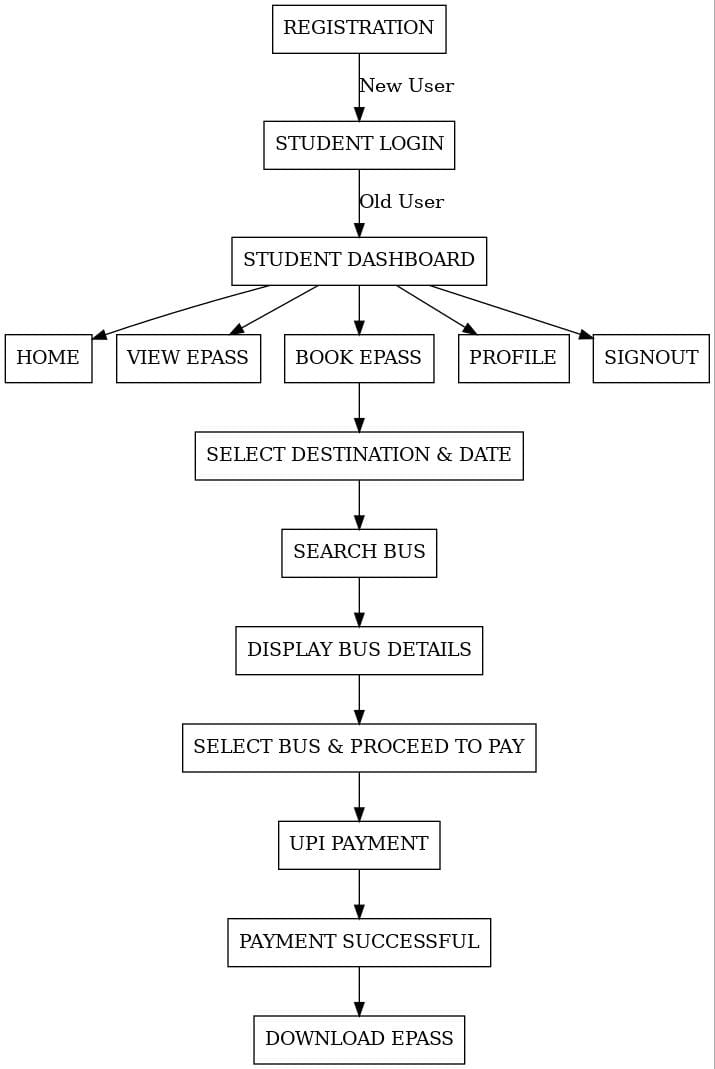 REGISTRATION
New User
STUDENT LOGIN
Old User
STUDENT DASHBOARD
HOME
VIEW EPASS
BOOK EPASS
PROFILE
SIGNOUT
SELECT DESTINATION & DATE
SEARCH BUS
DISPLAY BUS DETAILS
SELECT BUS & PROCEED TO PAY
UPI PAYMENT
PAYMENT SUCCESSFUL
DOWNLOAD EPASS